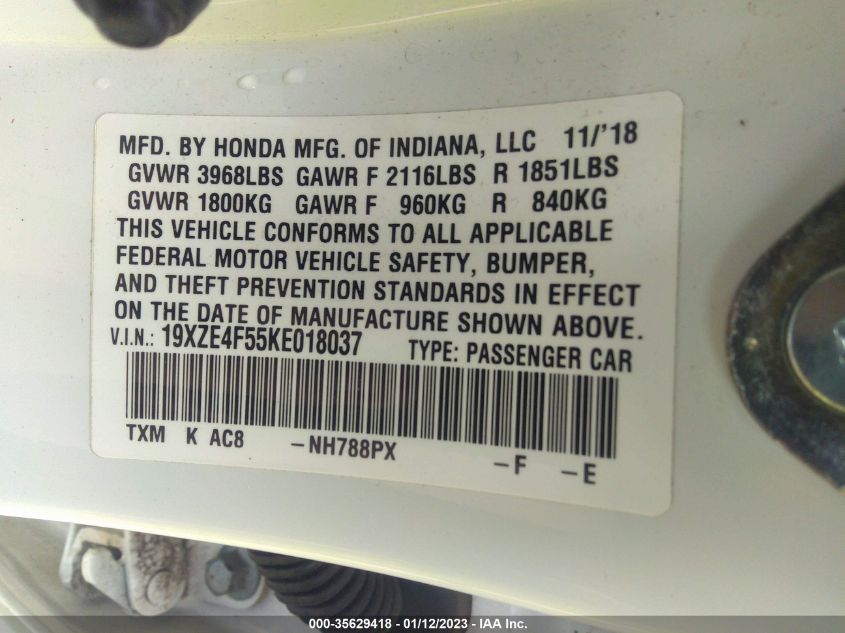 MFD. BY HONDA MFG. OF INDIANA, LLC 11/'18
GVWR 3968LBS GAWR F 2116LBS R 1851LBS
GVWR 1800KG GAWR F 960KG R 840KG
THIS VEHICLE CONFORMS TO ALL APPLICABLE
FEDERAL MOTOR VEHICLE SAFETY, BUMPER,
AND THEFT PREVENTION STANDARDS IN EFFECT
ON THE DATE OF MANUFACTURE SHOWN ABOVE.
V.I.N.: 19XZE4F55KE018037 TYPE: PASSENGER CAR
TXM K AC8 -NH788PX -F -E
000-35629418 - 01/12/2023 - © IAA Inc.